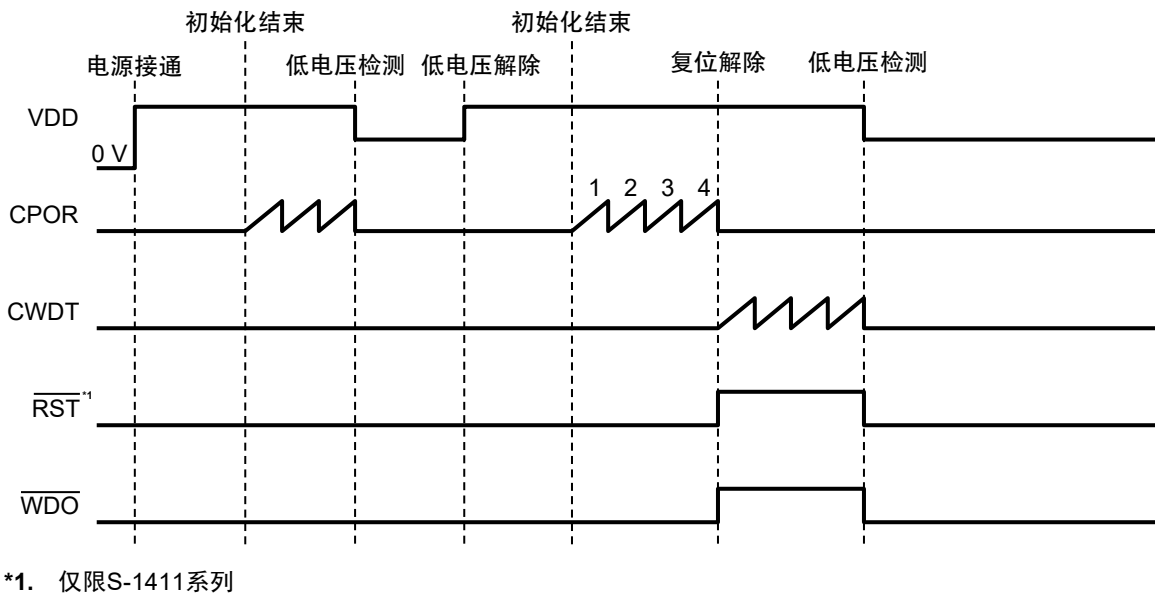 初始化结束 初始化结束
电源接通 低电压检测 低电压解除 复位解除 低电压检测
VDD
0 V
1 2 3 4
CPOR
CWDT
RST*1
WDO
*1. 仅限S-1411系列